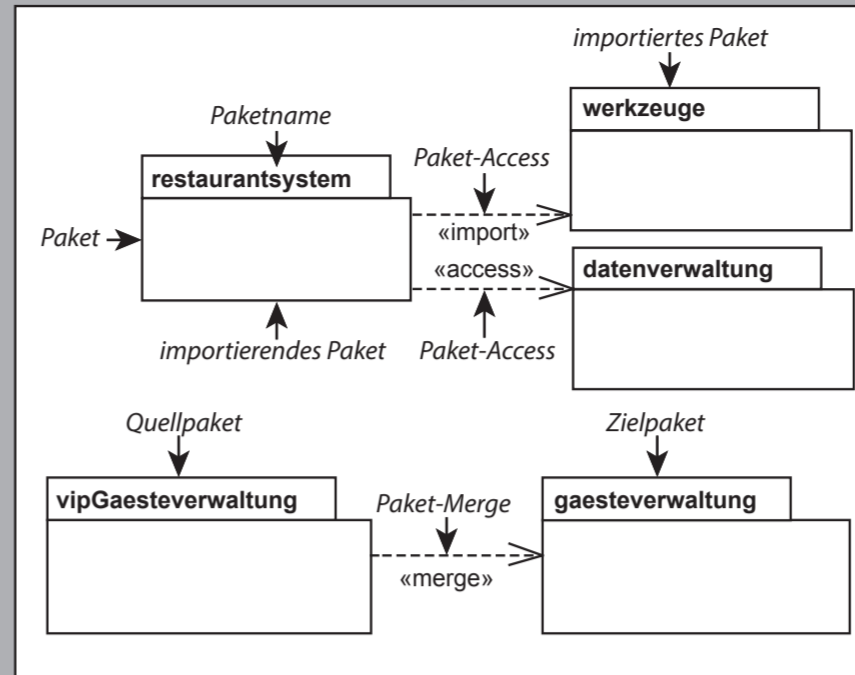 importiertes Paket
werkzeuge
Paketname
Paket-Access
restaurantsystem
Paket
«import»
«access»
datenverwaltung
importierendes Paket
Paket-Access
Quellpaket
Zielpaket
vipGaesteverwaltung
Paket-Merge
gaesteverwaltung
«merge»